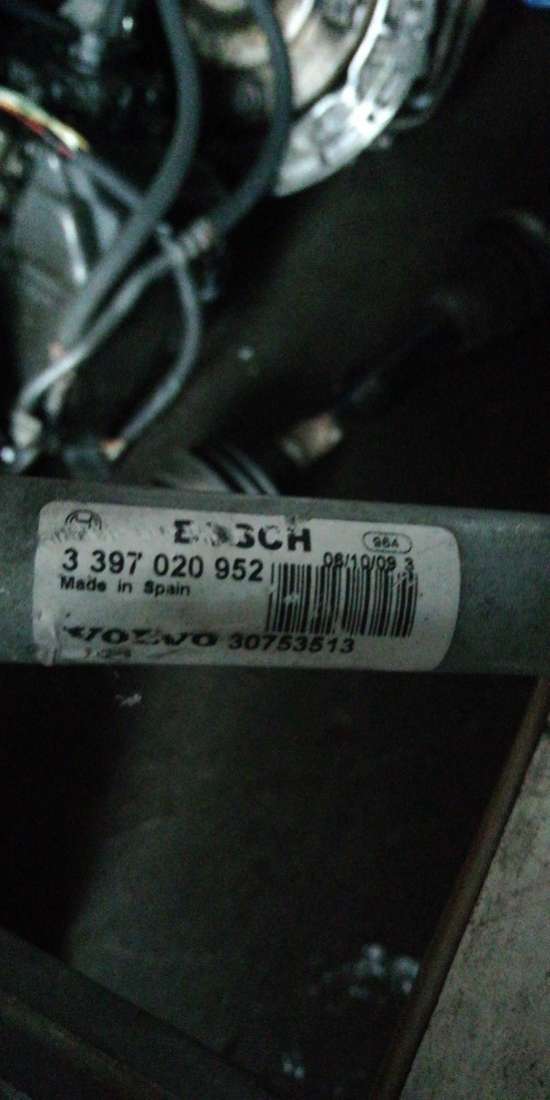 BOSCH
964
3 397 020 952
08/10/09 3
Made in Spain
VOLVO 30753513